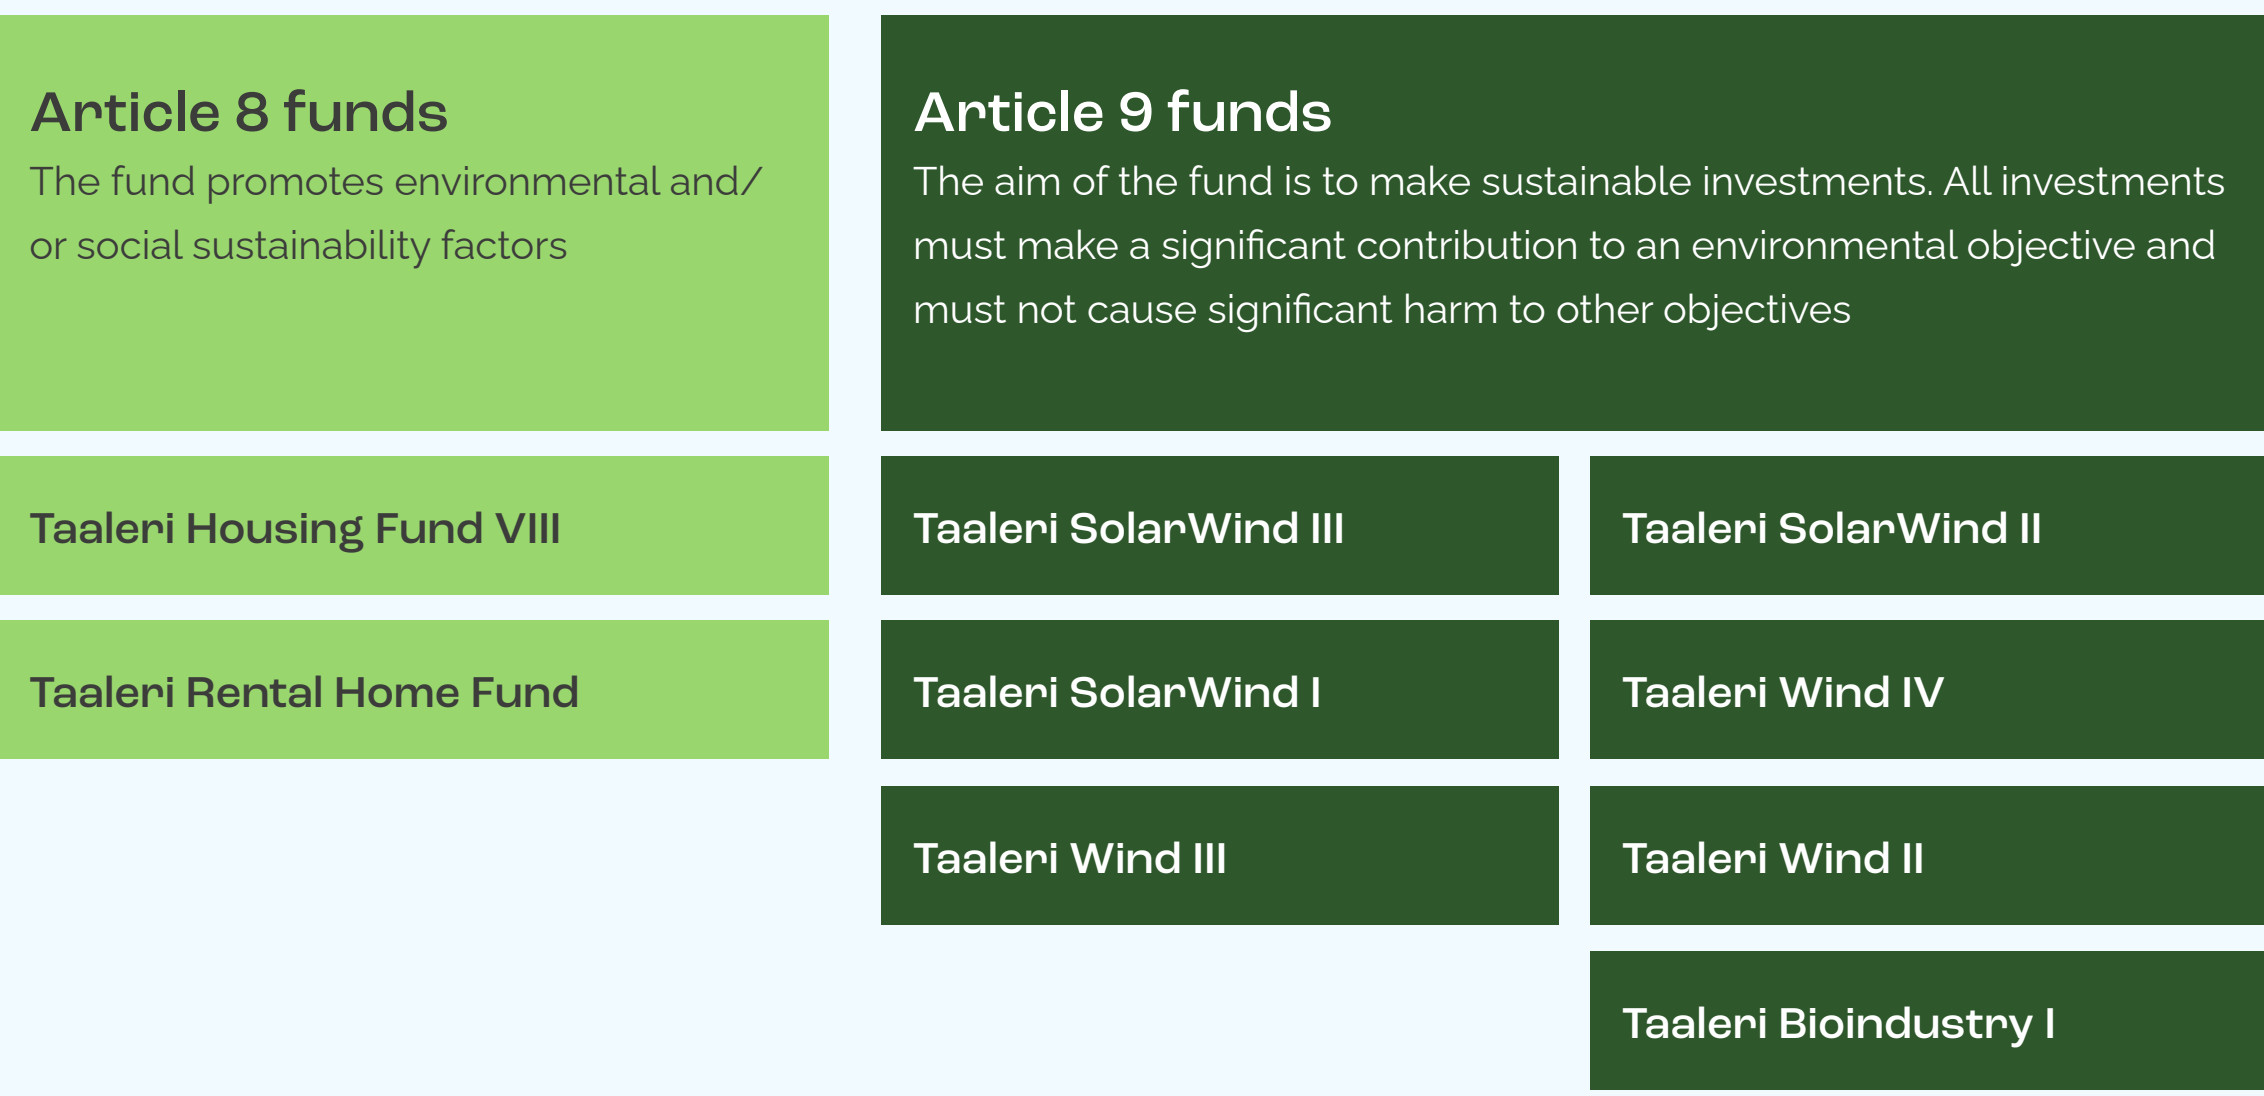 Article 8 funds
The fund promotes environmental and/
or social sustainability factors
Taaleri Housing Fund VIII
Taaleri Rental Home Fund
Article 9 funds
The aim of the fund is to make sustainable investments. All investments
must make a significant contribution to an environmental objective and
must not cause significant harm to other objectives
Taaleri SolarWind III
Taaleri SolarWind II
Taaleri SolarWind I
Taaleri Wind IV
Taaleri Wind III
Taaleri Wind II
Taaleri Bioindustry I